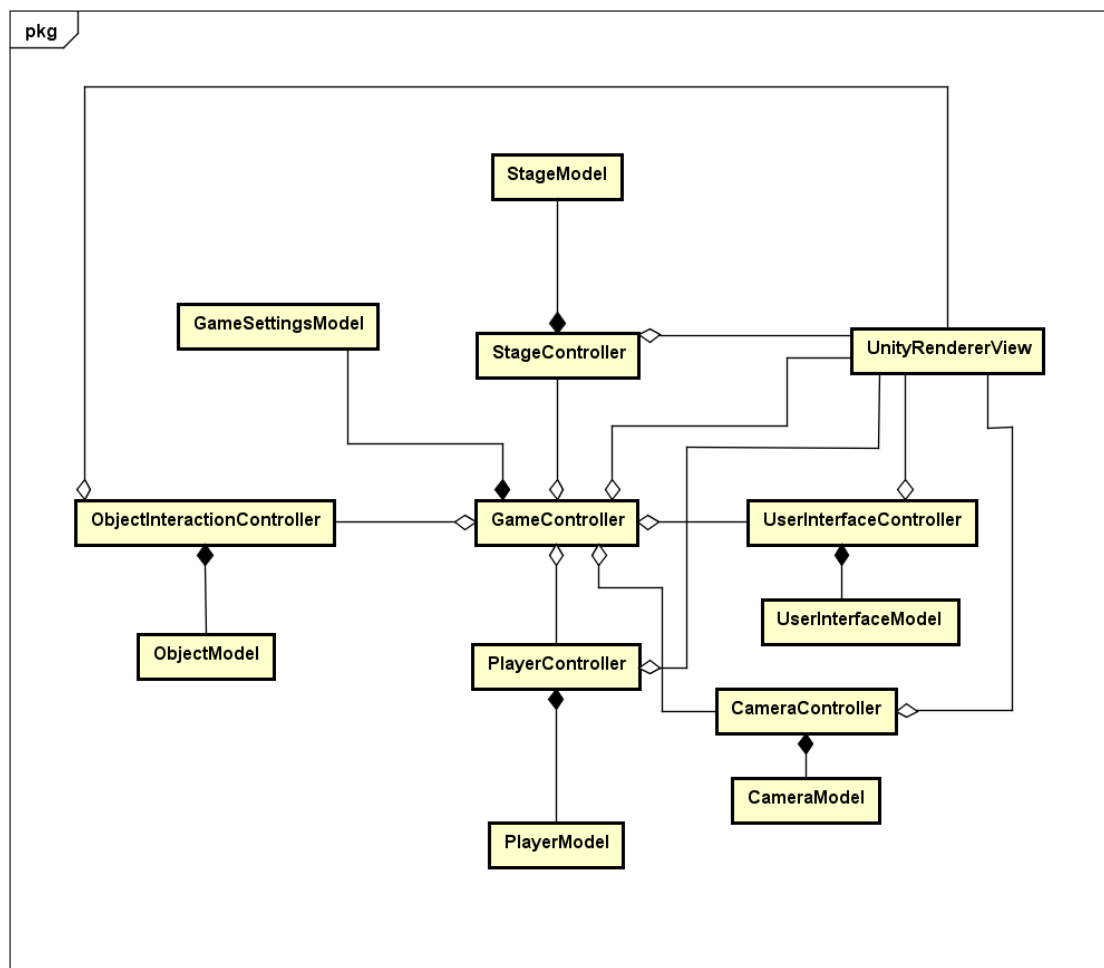 pkg
StageModel
GameSettingsModel
StageController
UnityRendererView
ObjectInteractionController
GameController
UserInterfaceController
UserInterfaceModel
ObjectModel
PlayerController
CameraController
CameraModel
PlayerModel